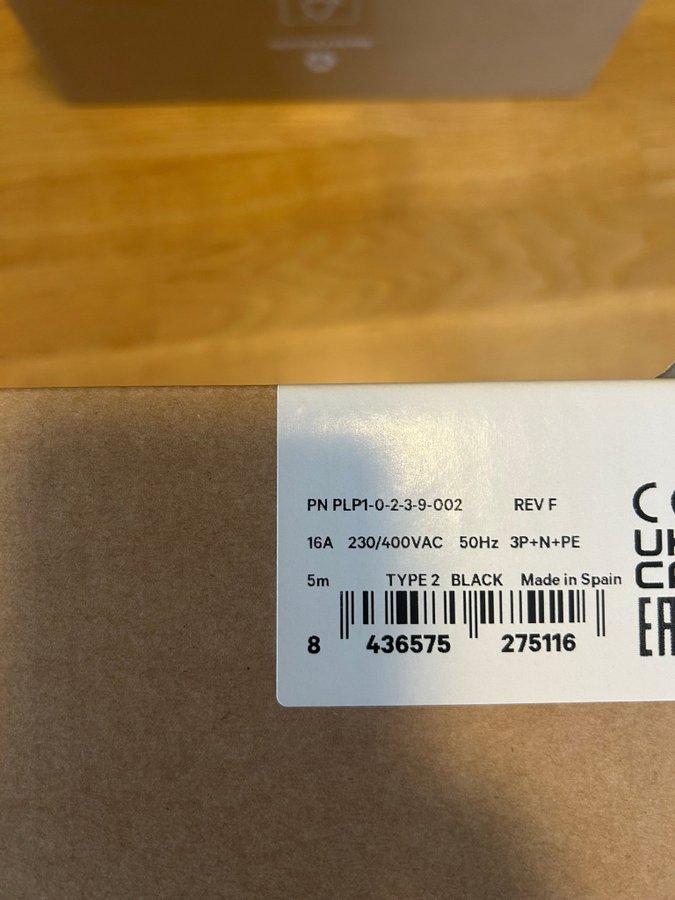 PN PLP1-0-2-3-9-002 REV F
16A 230/400VAC 50Hz 3P+N+PE
5m TYPE 2 BLACK Made in Spain
8 436575 275116